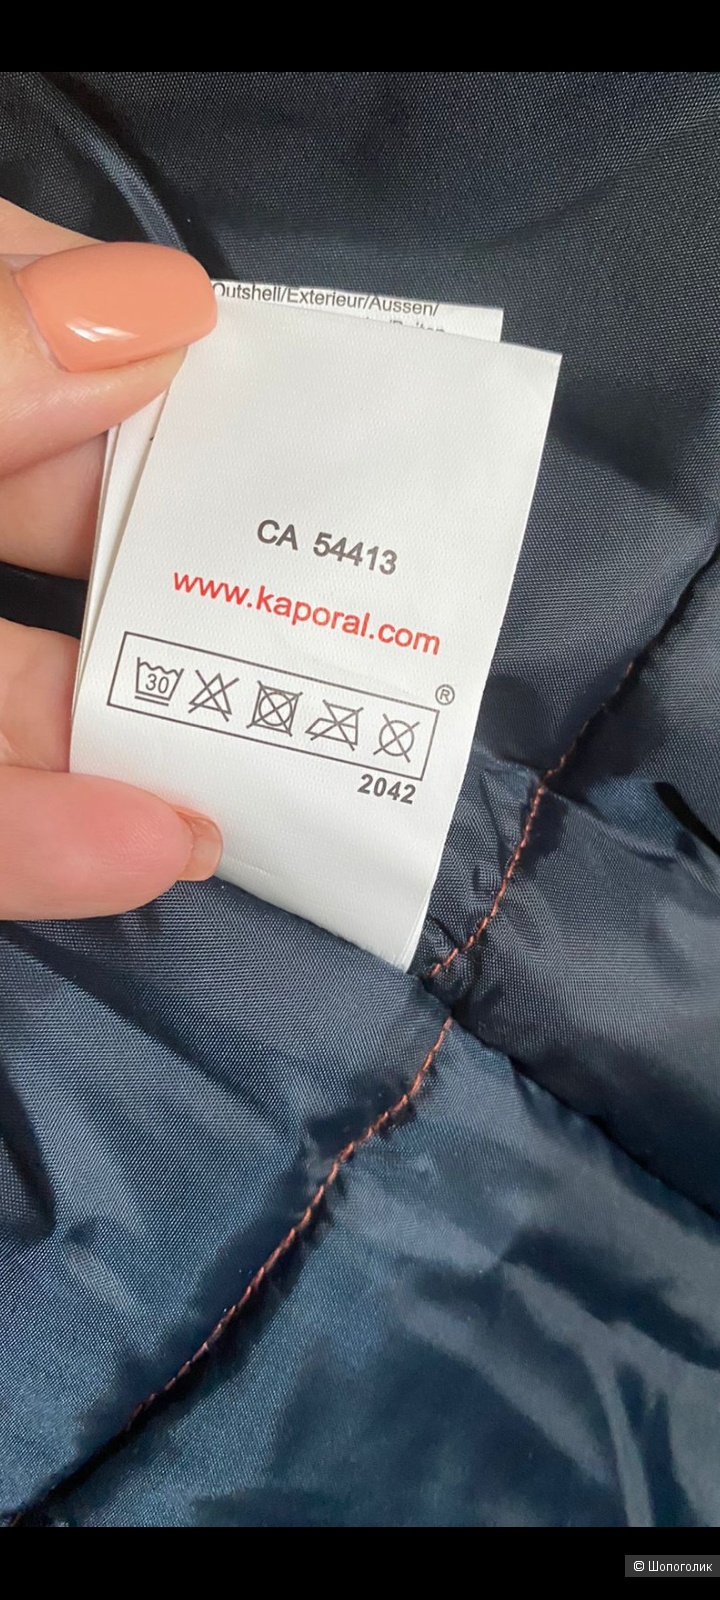 Outshell/Exterieur/Aussen/
CA 54413
www.kaporal.com
30
®
2042
© Шопоголик